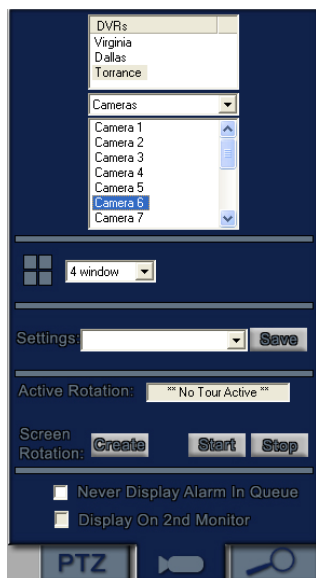 DVRs
Virginia
Dallas
Torrance
Cameras
Camera 1
Camera 2
Camera 3
Camera 4
Camera 5
Camera 6
Camera 7
4 window
Settings: Save
Active Rotation: ** No Tour Active **
Screen
Rotation: Create Start Stop
Never Display Alarm In Queue
Display On 2nd Monitor
PTZ